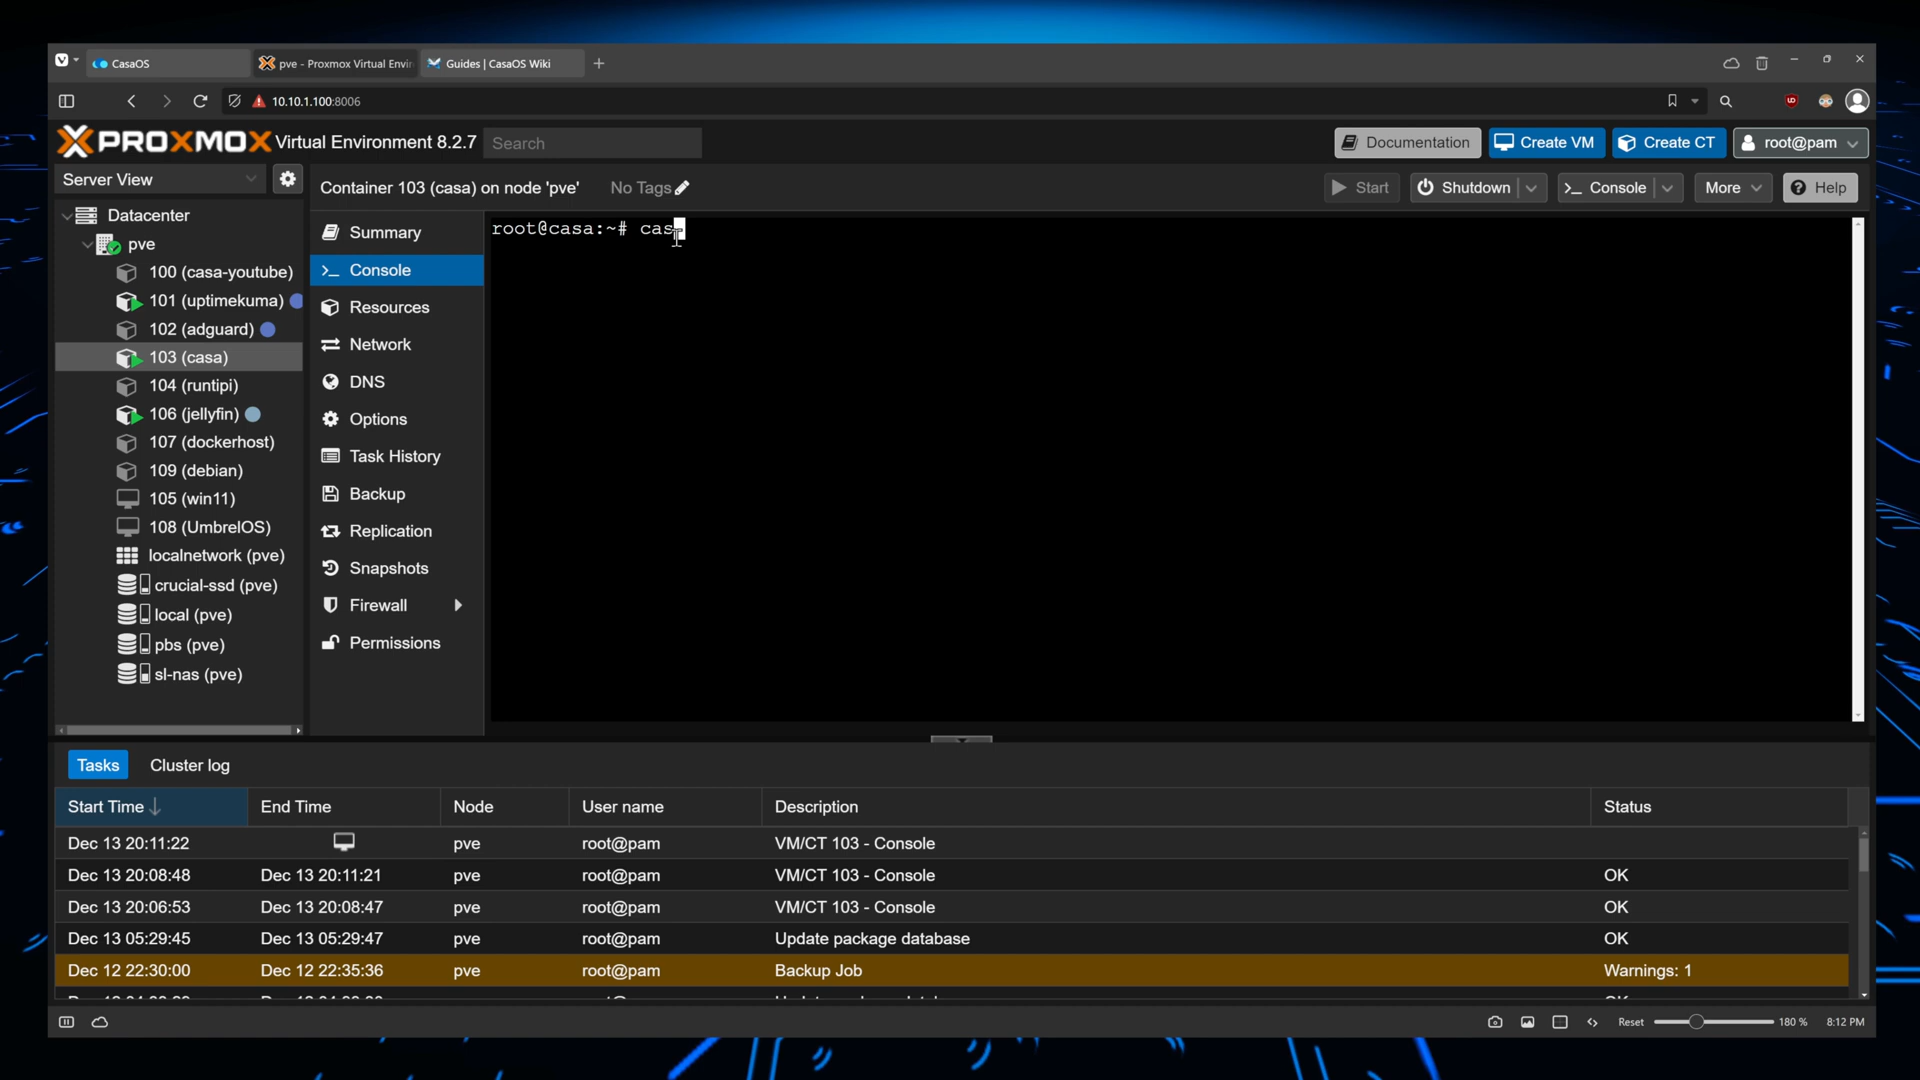 CasaOS
pve - Proxmox Virtual Envir
Guides | CasaOS Wiki
10.10.1.100:8006
PROXMOX Virtual Environment 8.2.7
Search
Documentation
Create VM
Create CT
root@pam
Server View
Container 103 (casa) on node 'pve'
No Tags
Start
Shutdown
Console
More
Help
Datacenter
pve
100 (casa-youtube)
101 (uptimekuma)
102 (adguard)
103 (casa)
104 (runtipi)
106 (jellyfin)
107 (dockerhost)
109 (debian)
105 (win11)
108 (UmbrelOS)
localnetwork (pve)
crucial-ssd (pve)
local (pve)
pbs (pve)
sl-nas (pve)
Summary
Console
Resources
Network
DNS
Options
Task History
Backup
Replication
Snapshots
Firewall
Permissions
root@casa:~# cas
Tasks
Cluster log
Start Time End Time Node User name Description Status
Dec 13 20:11:22 pve root@pam VM/CT 103 - Console
Dec 13 20:08:48 Dec 13 20:11:21 pve root@pam VM/CT 103 - Console OK
Dec 13 20:06:53 Dec 13 20:08:47 pve root@pam VM/CT 103 - Console OK
Dec 13 05:29:45 Dec 13 05:29:47 pve root@pam Update package database OK
Dec 12 22:30:00 Dec 12 22:35:36 pve root@pam Backup Job Warnings: 1
Reset
180 %
8:12 PM